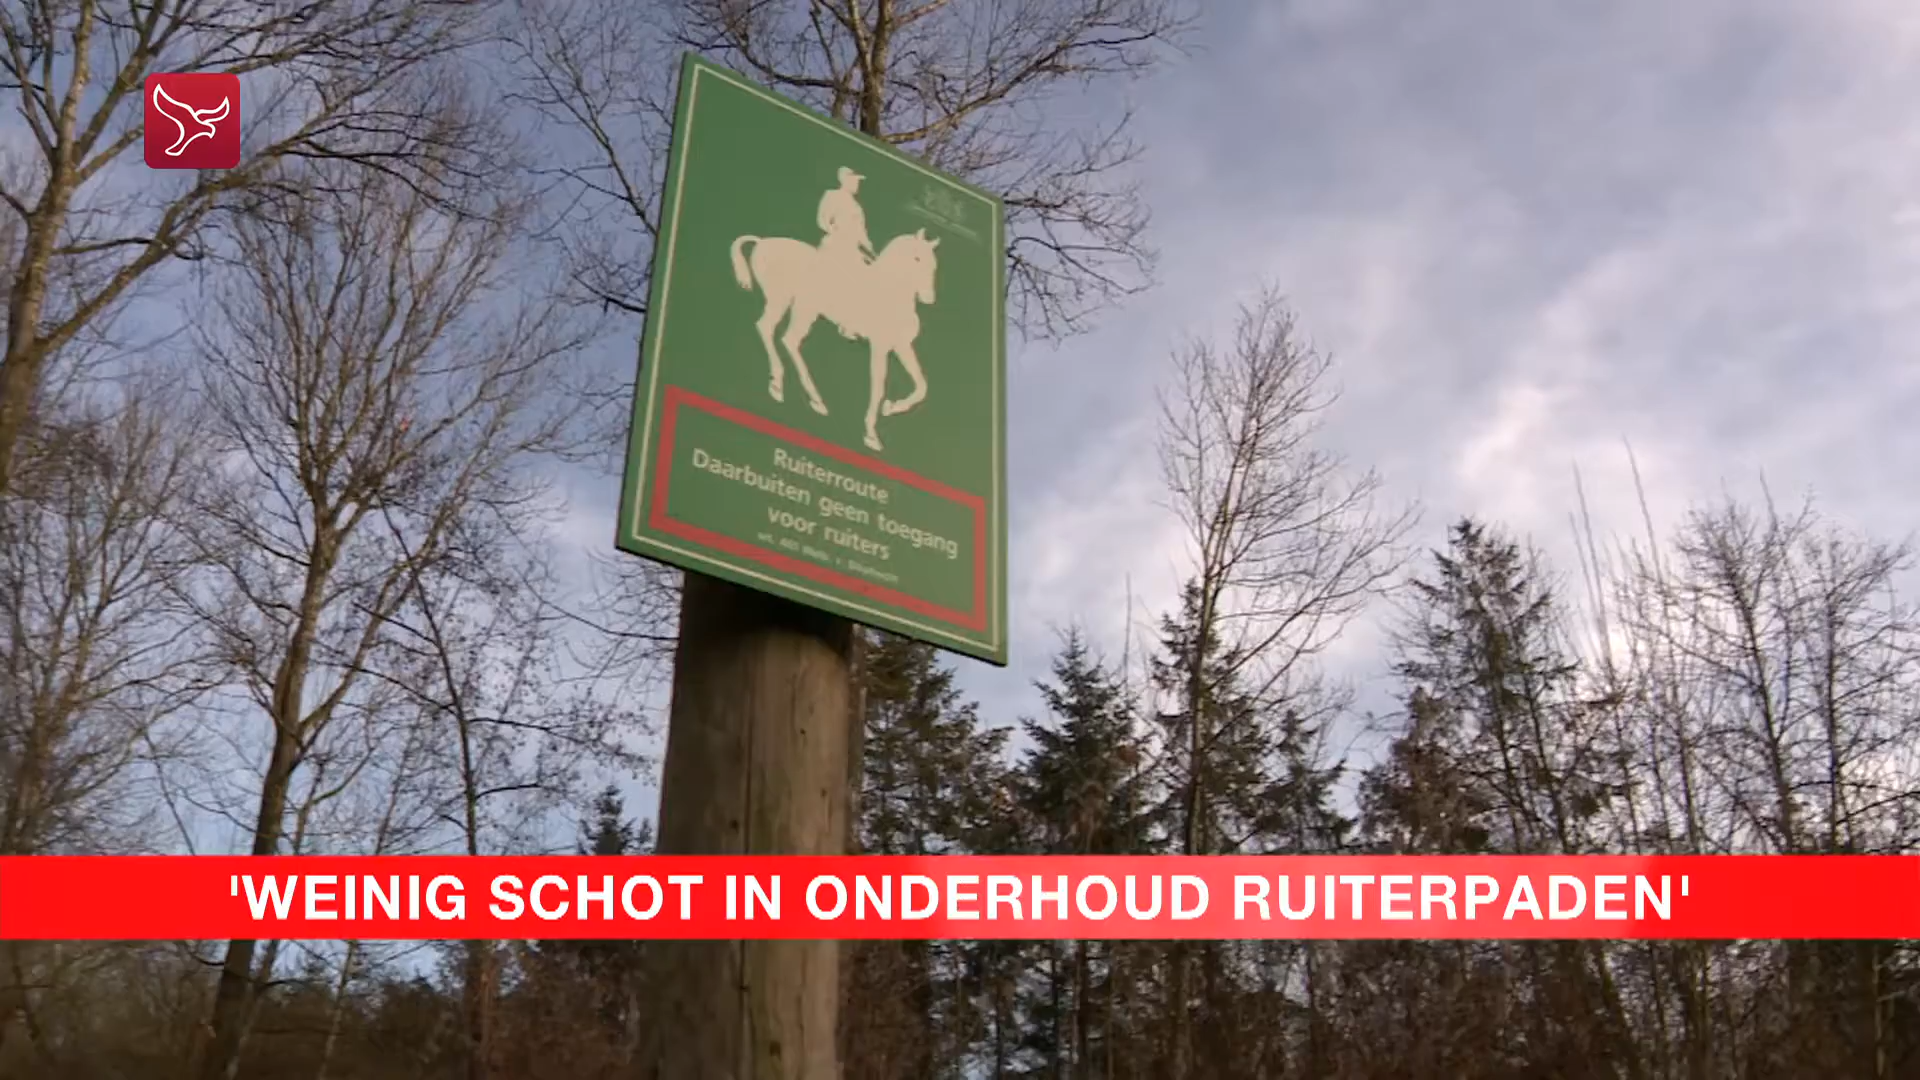 Ruiterroute
Daarbuiten geen toegang
voor ruiters
'WEINIG SCHOT IN ONDERHOUD RUITERPADEN'